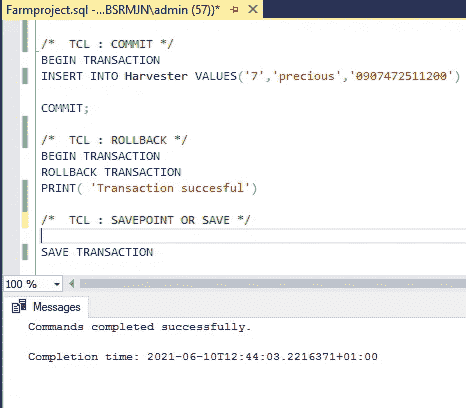 Farmproject.sql -...BSRMJN\admin (57))*
/*  TCL : COMMIT */
BEGIN TRANSACTION
INSERT INTO Harvester VALUES('7','precious','0907472511200')
COMMIT;
/*  TCL : ROLLBACK */
BEGIN TRANSACTION
ROLLBACK TRANSACTION
PRINT( 'Transaction succesful')
/*  TCL : SAVEPOINT OR SAVE */
SAVE TRANSACTION
100 %
Messages
Commands completed successfully.
Completion time: 2021-06-10T12:44:03.2216371+01:00